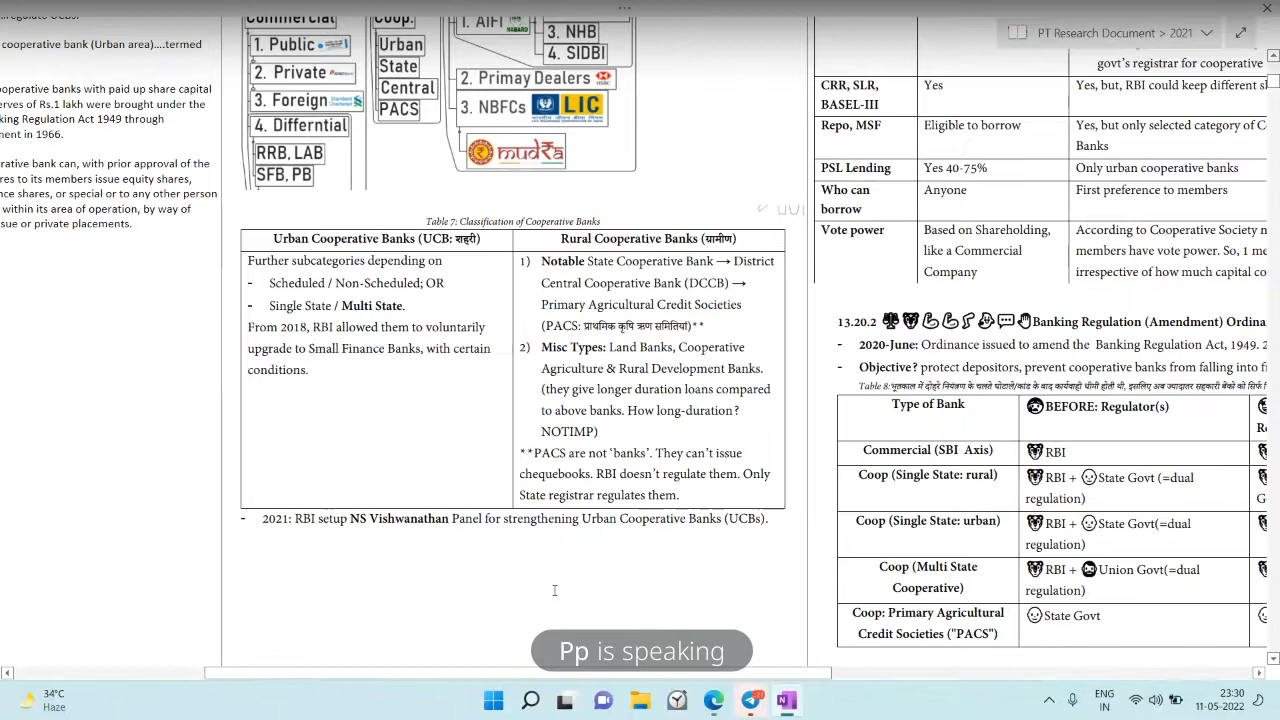 PT Research Document > 2021
regulate UCBs.
cooperative bank (Urban area)....termed
operative banks with paid up share capital
erves of Rs.1 lakh were brought under the
king Regulation Act 1949 through
ment in 1966.
rative bank can, with prior approval of the
res to its members issue equity shares,
nce shares, or special or to any other person
within its area of operation, by way of
sue or private placements.
Commercial
1. Public
2. Private
3. Foreign
4. Differntial
RRB, LAB
SFB, PB
Coop.
Urban
State
Central
PACS
1. AIFI
NABARD
3. NHB
4. SIDBI
2. Primay Dealers
HSBC
3. NBFCs
LIC
mudRa
Table 7: Classification of Cooperative Banks
Urban Cooperative Banks (UCB: शहरी)
Further subcategories depending on
- Scheduled / Non-Scheduled; OR
- Single State / Multi State.
From 2018, RBI allowed them to voluntarily
upgrade to Small Finance Banks, with certain
conditions.
Rural Cooperative Banks (ग्रामीण)
1) Notable State Cooperative Bank → District
Central Cooperative Bank (DCCB) →
Primary Agricultural Credit Societies
(PACS: प्राथमिक कृषि ऋण समितियां)**
2) Misc Types: Land Banks, Cooperative
Agriculture & Rural Development Banks.
(they give longer duration loans compared
to above banks. How long-duration?
NOTIMP)
**PACS are not ‘banks’. They can’t issue
chequebooks. RBI doesn’t regulate them. Only
State registrar regulates them.
- 2021: RBI setup NS Vishwanathan Panel for strengthening Urban Cooperative Banks (UCBs).
govt’s registrar for cooperative
CRR, SLR,
BASEL-III
Yes
Yes, but, RBI could keep different sl
Repo, MSF
Eligible to borrow
Yes, but only selected category of C
Banks
PSL Lending
Yes 40-75%
Only urban cooperative banks
Who can
borrow
Anyone
First preference to members
Vote power
Based on Shareholding,
like a Commercial
Company
According to Cooperative Society n
members have vote power. So, 1 me
irrespective of how much capital co
13.20.2 Banking Regulation (Amendment) Ordina
- 2020-June: Ordinance issued to amend the Banking Regulation Act, 1949. 2
- Objective? protect depositors, prevent cooperative banks from falling into fi
Table 8: भूतकाल में दोहरे नियंत्रण के चलते घोटाले/कांड के बाद कार्यवाही धीमी होती थी, इसलिए अब ज्यादातर सहकारी बैंकों को सिर्फ
Type of Bank
BEFORE: Regulator(s)
Commercial (SBI Axis)
RBI
Coop (Single State: rural)
RBI + State Govt (=dual
regulation)
Coop (Single State: urban)
RBI + State Govt(=dual
regulation)
Coop (Multi State
Cooperative)
RBI + Union Govt(=dual
regulation)
Coop: Primary Agricultural
Credit Societies ("PACS")
State Govt
Pp is speaking
34°C
Haze
ENG
IN
23:30
11-05-2022